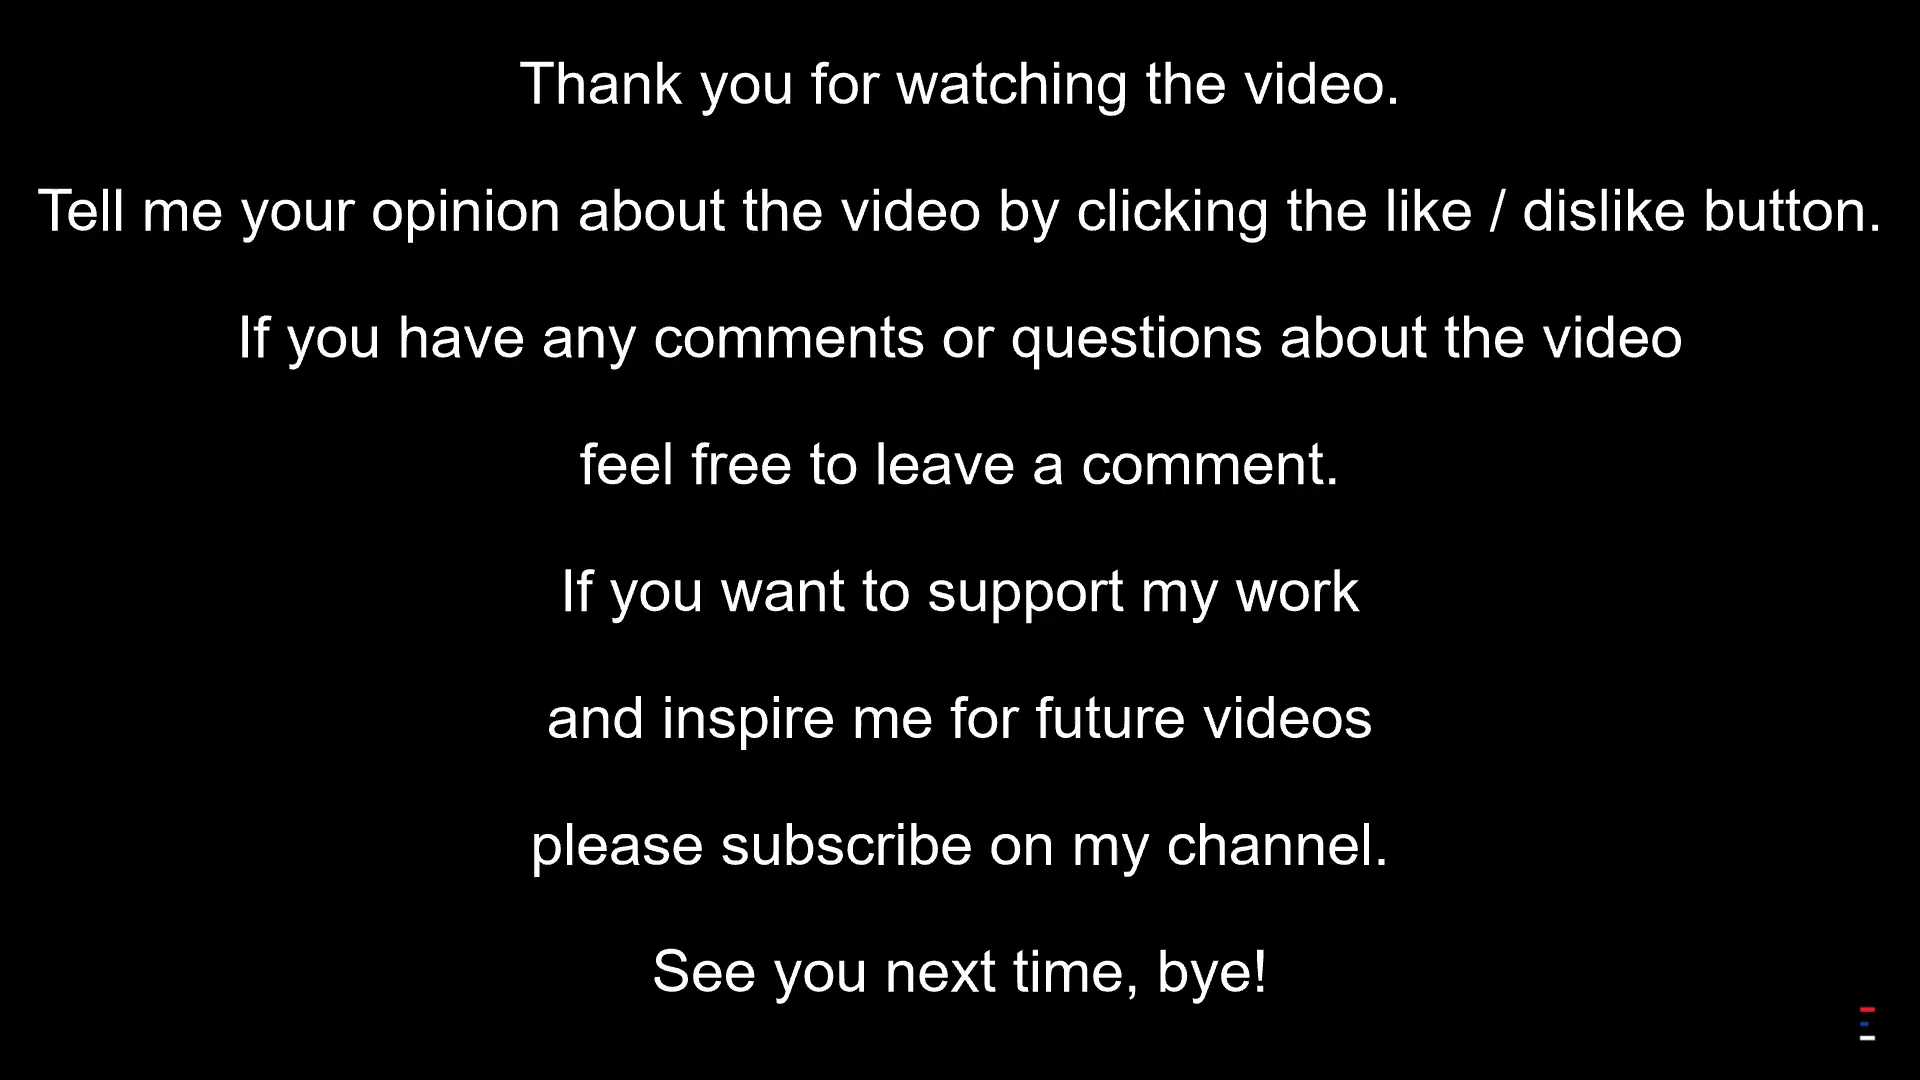 Thank you for watching the video.
Tell me your opinion about the video by clicking the like / dislike button.
If you have any comments or questions about the video
feel free to leave a comment.
If you want to support my work
and inspire me for future videos
please subscribe on my channel.
See you next time, bye!